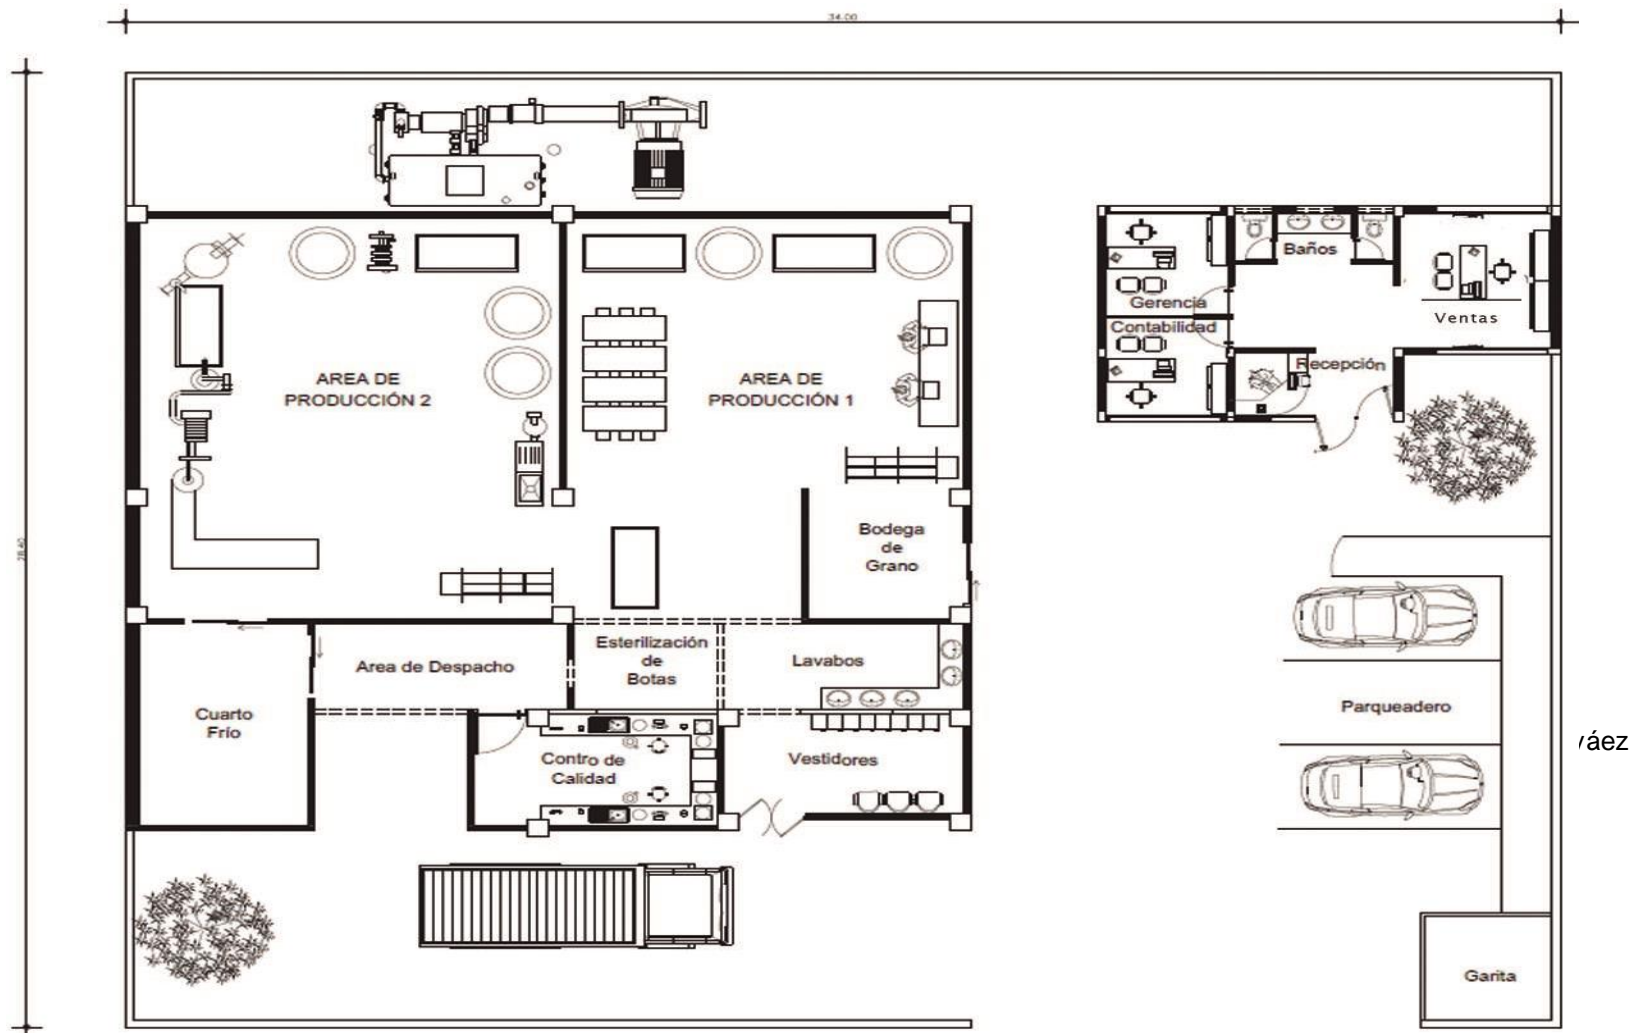 34.00
28.40
Baños
Gerencia
Ventas
Contabilidad
Recepción
AREA DE
PRODUCCIÓN 2
AREA DE
PRODUCCIÓN 1
Bodega
de
Grano
Esterilización
de
Botas
Lavabos
Area de Despacho
Cuarto
Frío
Parqueadero
váez
Contro de
Calidad
Vestidores
Garita